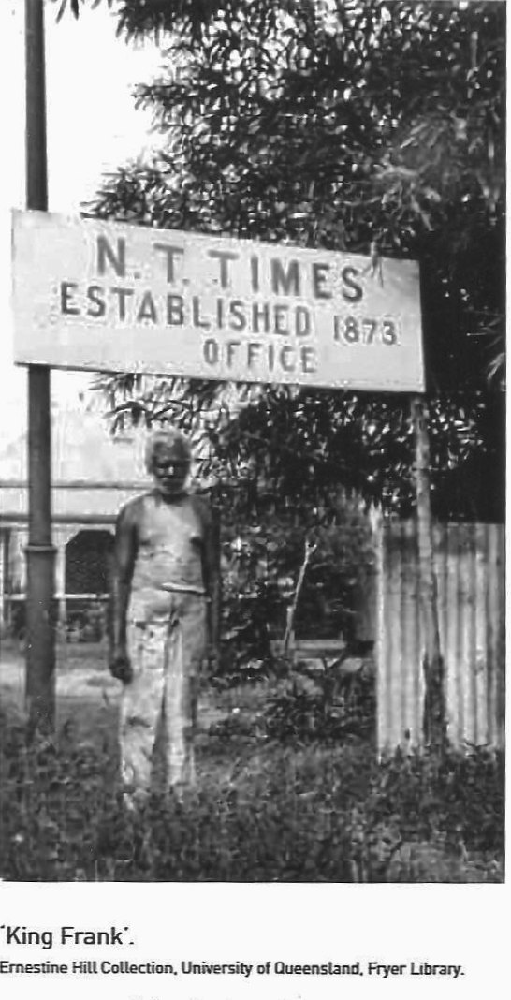 N. T. TIMES
ESTABLISHED 1873
OFFICE
'King Frank'.
Ernestine Hill Collection, University of Queensland, Fryer Library.